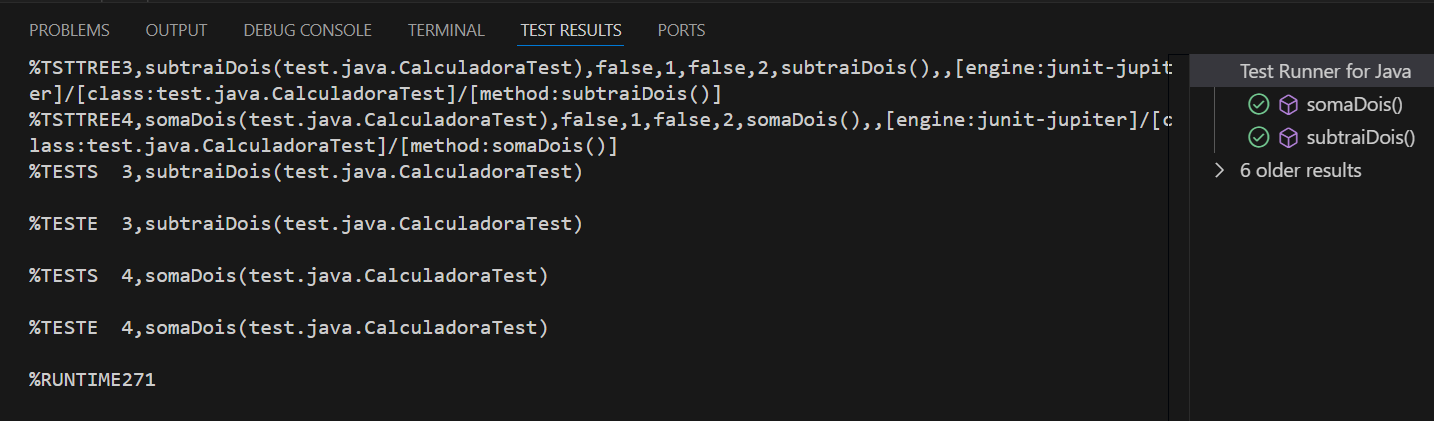 PROBLEMS OUTPUT DEBUG CONSOLE TERMINAL TEST RESULTS PORTS
%TSTTREE3,subtraiDois(test.java.CalculadoraTest),false,1,false,2,subtraiDois(),,[engine:junit-jupit
er]/[class:test.java.CalculadoraTest]/[method:subtraiDois()]
%TSTTREE4,somaDois(test.java.CalculadoraTest),false,1,false,2,somaDois(),,[engine:junit-jupiter]/[c
lass:test.java.CalculadoraTest]/[method:somaDois()]
%TESTS  3,subtraiDois(test.java.CalculadoraTest)
%TESTE  3,subtraiDois(test.java.CalculadoraTest)
%TESTS  4,somaDois(test.java.CalculadoraTest)
%TESTE  4,somaDois(test.java.CalculadoraTest)
%RUNTIME271
Test Runner for Java
somaDois()
subtraiDois()
6 older results